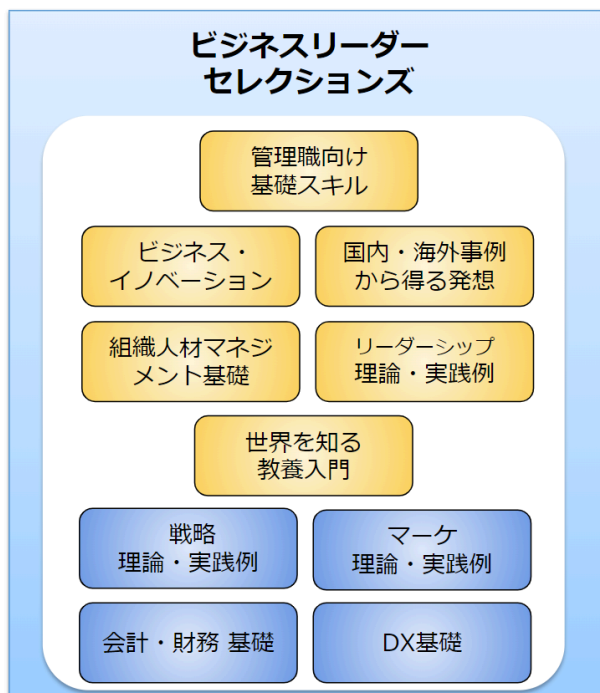 ビジネスリーダー
セレクションズ
管理職向け
基礎スキル
ビジネス・
イノベーション
国内・海外事例
から得る発想
組織人材マネジ
メント基礎
リーダーシップ
理論・実践例
世界を知る
教養入門
戦略
理論・実践例
マーケ
理論・実践例
会計・財務 基礎
DX基礎